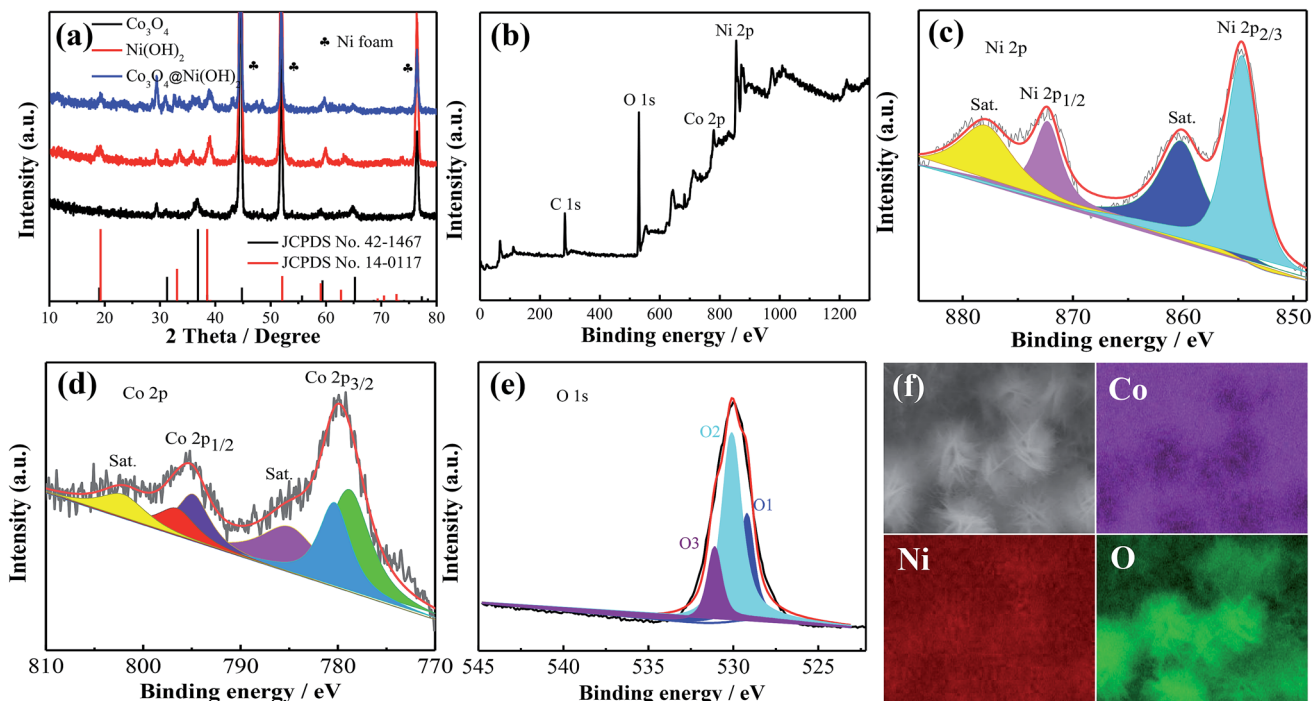 (a)
Co₃O₄
Ni(OH)₂
Co₃O₄@Ni(OH)₂
♣ Ni foam
♣ ♣ ♣
JCPDS No. 42-1467
JCPDS No. 14-0117
Intensity (a.u.)
10 20 30 40 50 60 70 80
2 Theta / Degree
(b)
Ni 2p
O 1s
Co 2p
C 1s
Intensity (a.u.)
0 200 400 600 800 1000 1200
Binding energy / eV
(c)
Ni 2p
Ni 2p₂/₃
Ni 2p₁/₂
Sat.
Sat.
Intensity (a.u.)
880 870 860 850
Binding energy / eV
(d)
Co 2p
Co 2p₃/₂
Co 2p₁/₂
Sat.
Sat.
Intensity (a.u.)
810 800 790 780 770
Binding energy / eV
(e)
O 1s
O2
O1
O3
Intensity (a.u.)
545 540 535 530 525
Binding energy / eV
(f)
Co
Ni
O